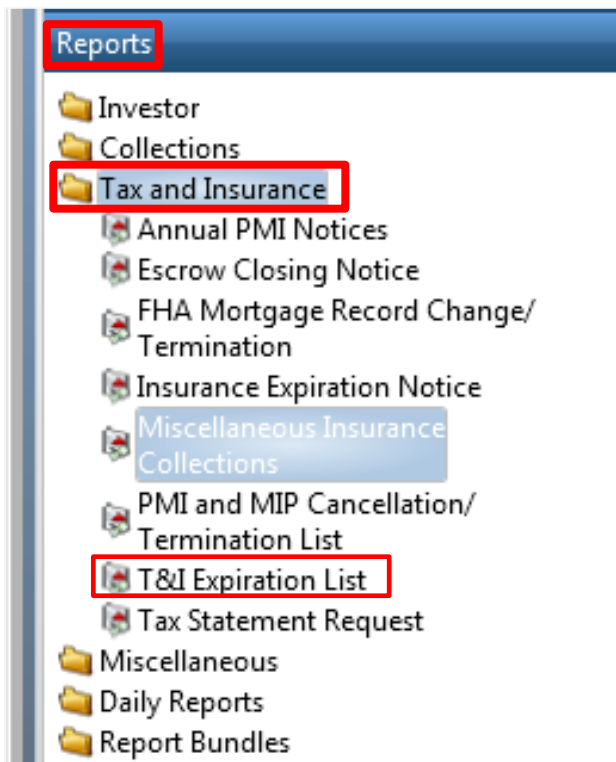 Reports
Investor
Collections
Tax and Insurance
Annual PMI Notices
Escrow Closing Notice
FHA Mortgage Record Change/
Termination
Insurance Expiration Notice
Miscellaneous Insurance
Collections
PMI and MIP Cancellation/
Termination List
T&I Expiration List
Tax Statement Request
Miscellaneous
Daily Reports
Report Bundles